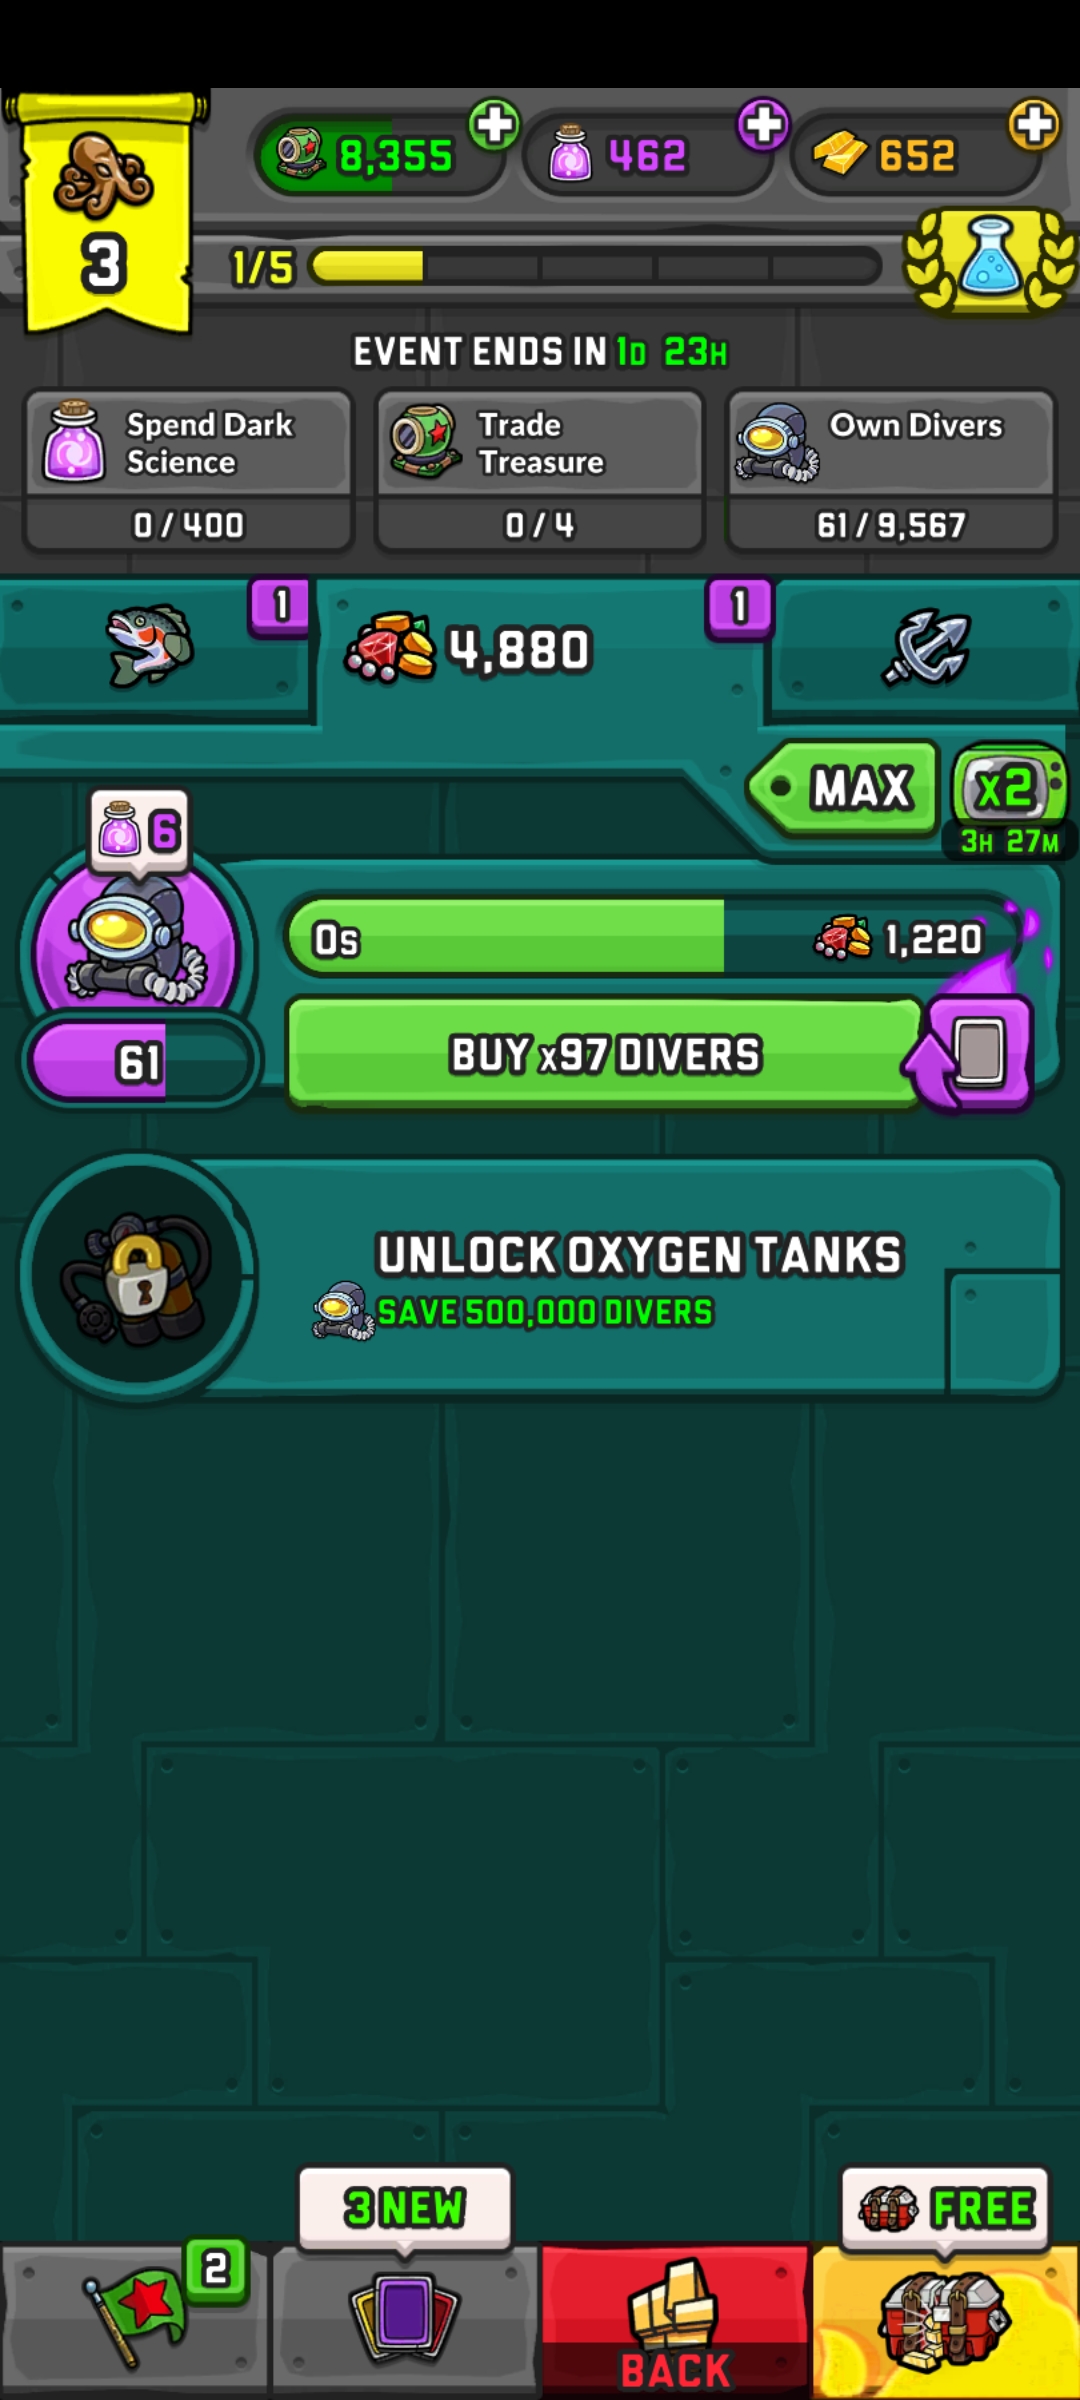 8,355
462
652
3
1/5
EVENT ENDS IN 1D 23H
Spend Dark
Science
0 / 400
Trade
Treasure
0 / 4
Own Divers
61 / 9,567
1
4,880
1
MAX
x2
3H 27M
6
0s
1,220
61
BUY x97 DIVERS
UNLOCK OXYGEN TANKS
SAVE 500,000 DIVERS
3 NEW
FREE
2
BACK